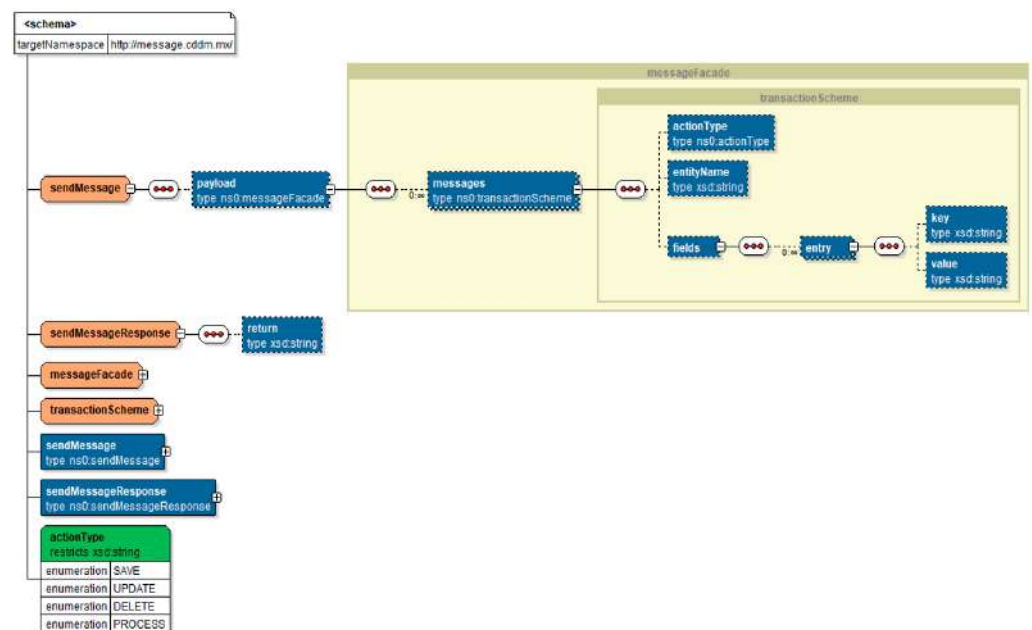 <schema>
targetNamespace http://message.cddm.mx/
messageFacade
transactionScheme
actionType
type ns0:actionType
entityName
type xsd:string
sendMessage
payload
type ns0:messageFacade
0:∞
messages
type ns0:transactionScheme
fields
0:∞
entry
key
type xsd:string
value
type xsd:string
sendMessageResponse
return
type xsd:string
messageFacade
transactionScheme
sendMessage
type ns0:sendMessage
sendMessageResponse
type ns0:sendMessageResponse
actionType
restricts xsd:string
enumeration SAVE
enumeration UPDATE
enumeration DELETE
enumeration PROCESS